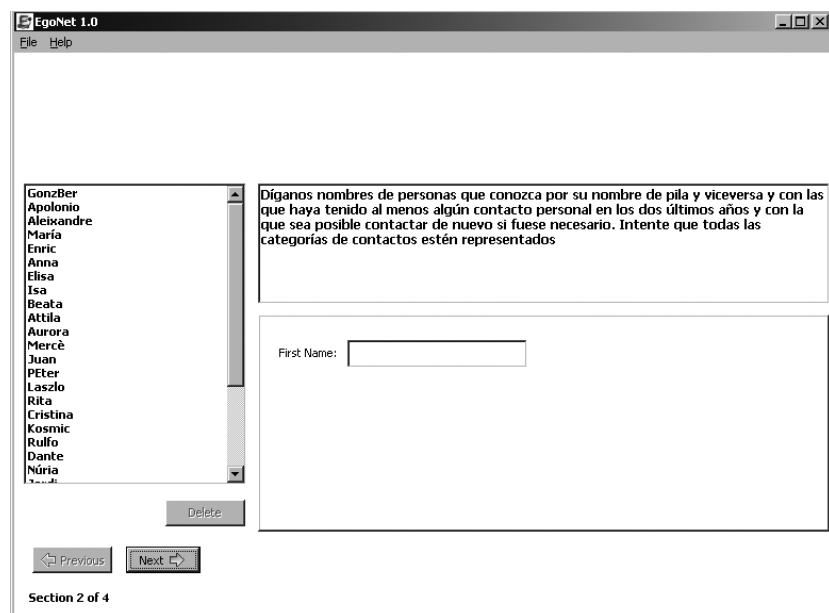 EgoNet 1.0
File Help
GonzBer
Apolonio
Aleixandre
María
Enric
Anna
Elisa
Isa
Beata
Attila
Aurora
Mercè
Juan
PEter
Laszlo
Rita
Cristina
Kosmic
Rulfo
Dante
Núria
Díganos nombres de personas que conozca por su nombre de pila y viceversa y con las
que haya tenido al menos algún contacto personal en los dos últimos años y con la
que sea posible contactar de nuevo si fuese necesario. Intente que todas las
categorías de contactos estén representados
First Name:
Delete
Previous Next
Section 2 of 4